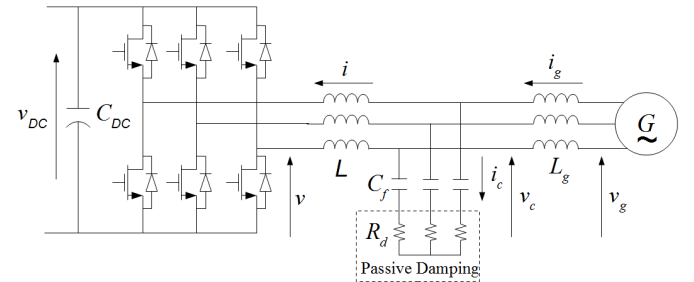 i
i_g
v_DC
C_DC
G
~
L
L_g
v
C_f
i_c
v_c
v_g
R_d
Passive Damping